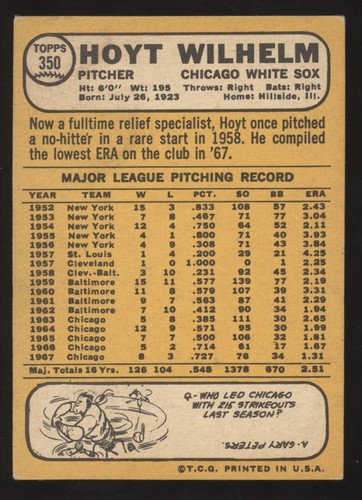 TOPPS
350
HOYT WILHELM
PITCHER CHICAGO WHITE SOX
Ht: 6'0" Wt: 195 Throws: Right Bats: Right
Born: July 26, 1923 Home: Hillside, Ill.
Now a fulltime relief specialist, Hoyt once pitched
a no-hitter in a rare start in 1958. He compiled
the lowest ERA on the club in '67.
MAJOR LEAGUE PITCHING RECORD
YEAR TEAM W L PCT. SO BB ERA
1952 New York 15 3 .833 108 57 2.43
1953 New York 7 8 .467 71 77 3.04
1954 New York 12 4 .750 64 52 2.11
1955 New York 4 1 .800 71 40 3.93
1956 New York 4 9 .308 71 43 3.84
1957 St. Louis 1 4 .200 29 21 4.25
1957 Cleveland 1 0 1.000
1958 Clev.-Balt. 3 10 .231 92 45 2.34
1959 Baltimore 15 11 .577 139 77 2.19
1960 Baltimore 11 8 .579 107 39 3.31
1961 Baltimore 9 7 .563 87 41 2.29
1962 Baltimore 7 10 .412 90 34 1.94
1963 Chicago 5 8 .385 111 30 2.65
1964 Chicago 12 9 .571 95 30 1.99
1965 Chicago 7 7 .500 106 32 1.81
1966 Chicago 5 2 .714 61 17 1.67
1967 Chicago 8 3 .727 76 34 1.31
Maj. Totals 16 Yrs. 126 104 .548 1378 670 2.51
Q- WHO LED CHICAGO
WITH 215 STRIKEOUTS
LAST SEASON?
A- GARY PETERS.
©T.C.G. PRINTED IN U.S.A.